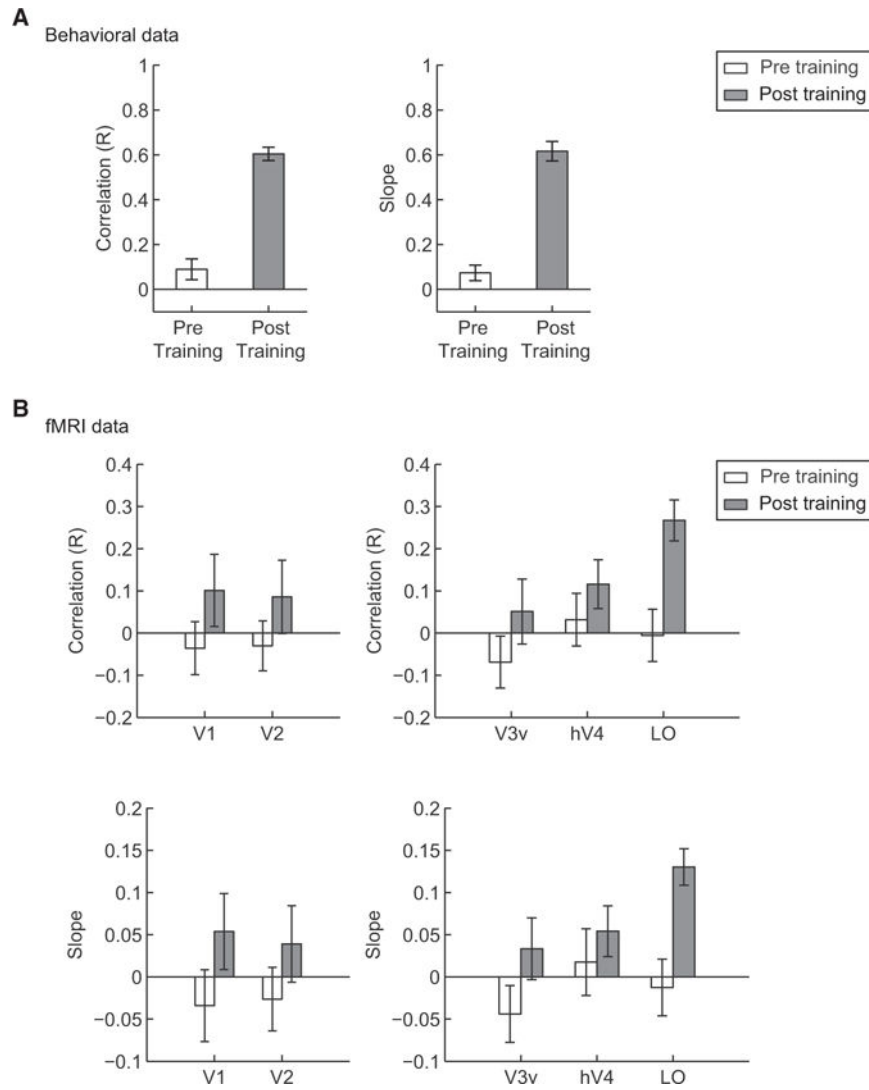 A
Behavioral data
Pre training
Post training
Correlation (R)
1
0.8
0.6
0.4
0.2
0
Pre Training
Post Training
Slope
1
0.8
0.6
0.4
0.2
0
Pre Training
Post Training
B
fMRI data
Pre training
Post training
Correlation (R)
0.4
0.3
0.2
0.1
0
−0.1
−0.2
V1 V2
Correlation (R)
0.4
0.3
0.2
0.1
0
−0.1
−0.2
V3v hV4 LO
Slope
0.2
0.15
0.1
0.05
0
−0.05
−0.1
V1 V2
Slope
0.2
0.15
0.1
0.05
0
−0.05
−0.1
V3v hV4 LO